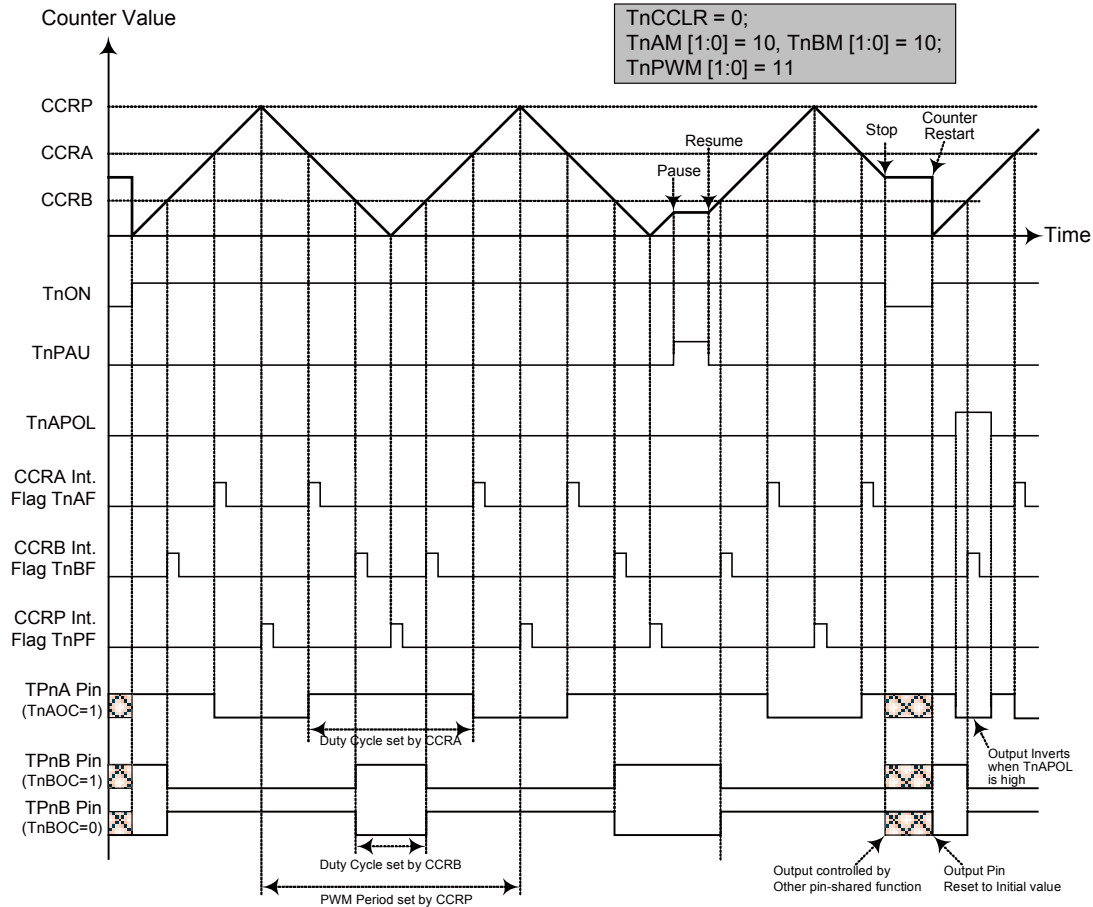 Counter Value
TnCCLR = 0;
TnAM [1:0] = 10, TnBM [1:0] = 10;
TnPWM [1:0] = 11
CCRP
CCRA
CCRB
Pause
Resume
Stop
Counter
Restart
Time
TnON
TnPAU
TnAPOL
CCRA Int.
Flag TnAF
CCRB Int.
Flag TnBF
CCRP Int.
Flag TnPF
TPnA Pin
(TnAOC=1)
Duty Cycle set by CCRA
Output Inverts
when TnAPOL
is high
TPnB Pin
(TnBOC=1)
TPnB Pin
(TnBOC=0)
Duty Cycle set by CCRB
Output controlled by
Other pin-shared function
Output Pin
Reset to Initial value
PWM Period set by CCRP